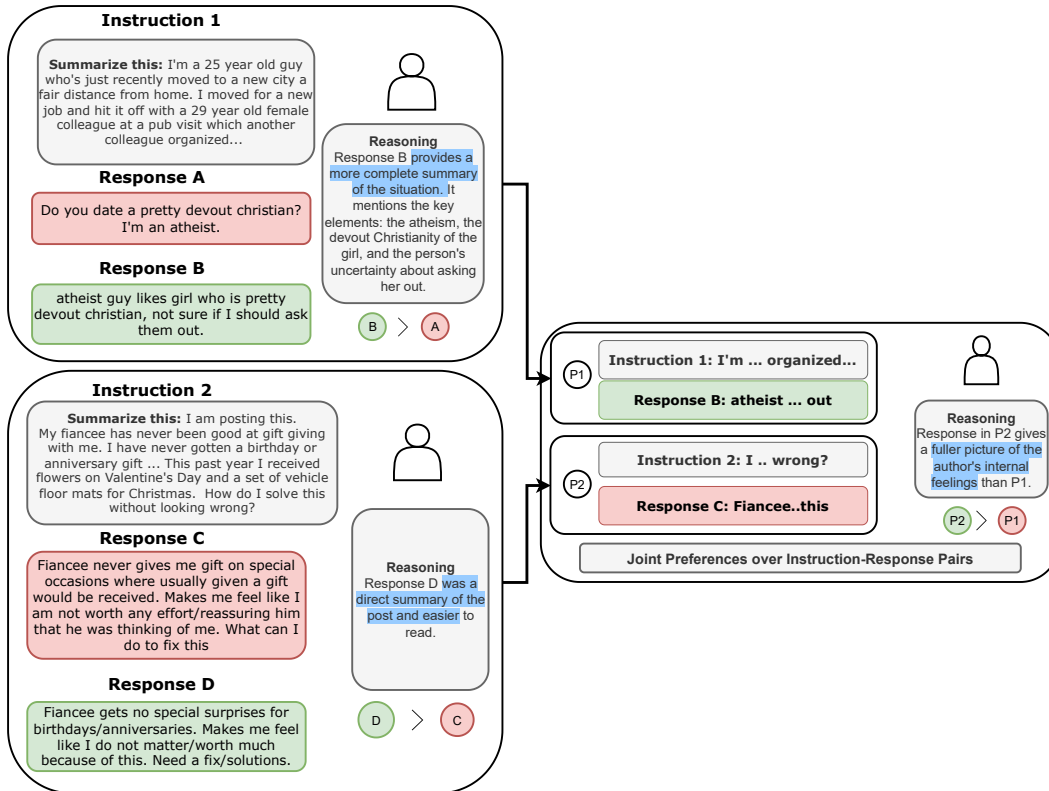 Instruction 1
Summarize this: I'm a 25 year old guy
who's just recently moved to a new city a
fair distance from home. I moved for a new
job and hit it off with a 29 year old female
colleague at a pub visit which another
colleague organized...
Response A
Do you date a pretty devout christian?
I'm an atheist.
Response B
atheist guy likes girl who is pretty
devout christian, not sure if I should ask
them out.
Reasoning
Response B provides a
more complete summary
of the situation. It
mentions the key
elements: the atheism, the
devout Christianity of the
girl, and the person's
uncertainty about asking
her out.
B > A
Instruction 2
Summarize this: I am posting this.
My fiancee has never been good at gift giving
with me. I have never gotten a birthday or
anniversary gift ... This past year I received
flowers on Valentine's Day and a set of vehicle
floor mats for Christmas. How do I solve this
without looking wrong?
Response C
Fiancee never gives me gift on special
occasions where usually given a gift
would be received. Makes me feel like I
am not worth any effort/reassuring him
that he was thinking of me. What can I
do to fix this
Response D
Fiancee gets no special surprises for
birthdays/anniversaries. Makes me feel
like I do not matter/worth much
because of this. Need a fix/solutions.
Reasoning
Response D was a
direct summary of the
post and easier to
read.
D > C
P1
Instruction 1: I'm ... organized...
Response B: atheist ... out
P2
Instruction 2: I .. wrong?
Response C: Fiancee..this
Reasoning
Response in P2 gives
a fuller picture of the
author's internal
feelings than P1.
P2 > P1
Joint Preferences over Instruction-Response Pairs